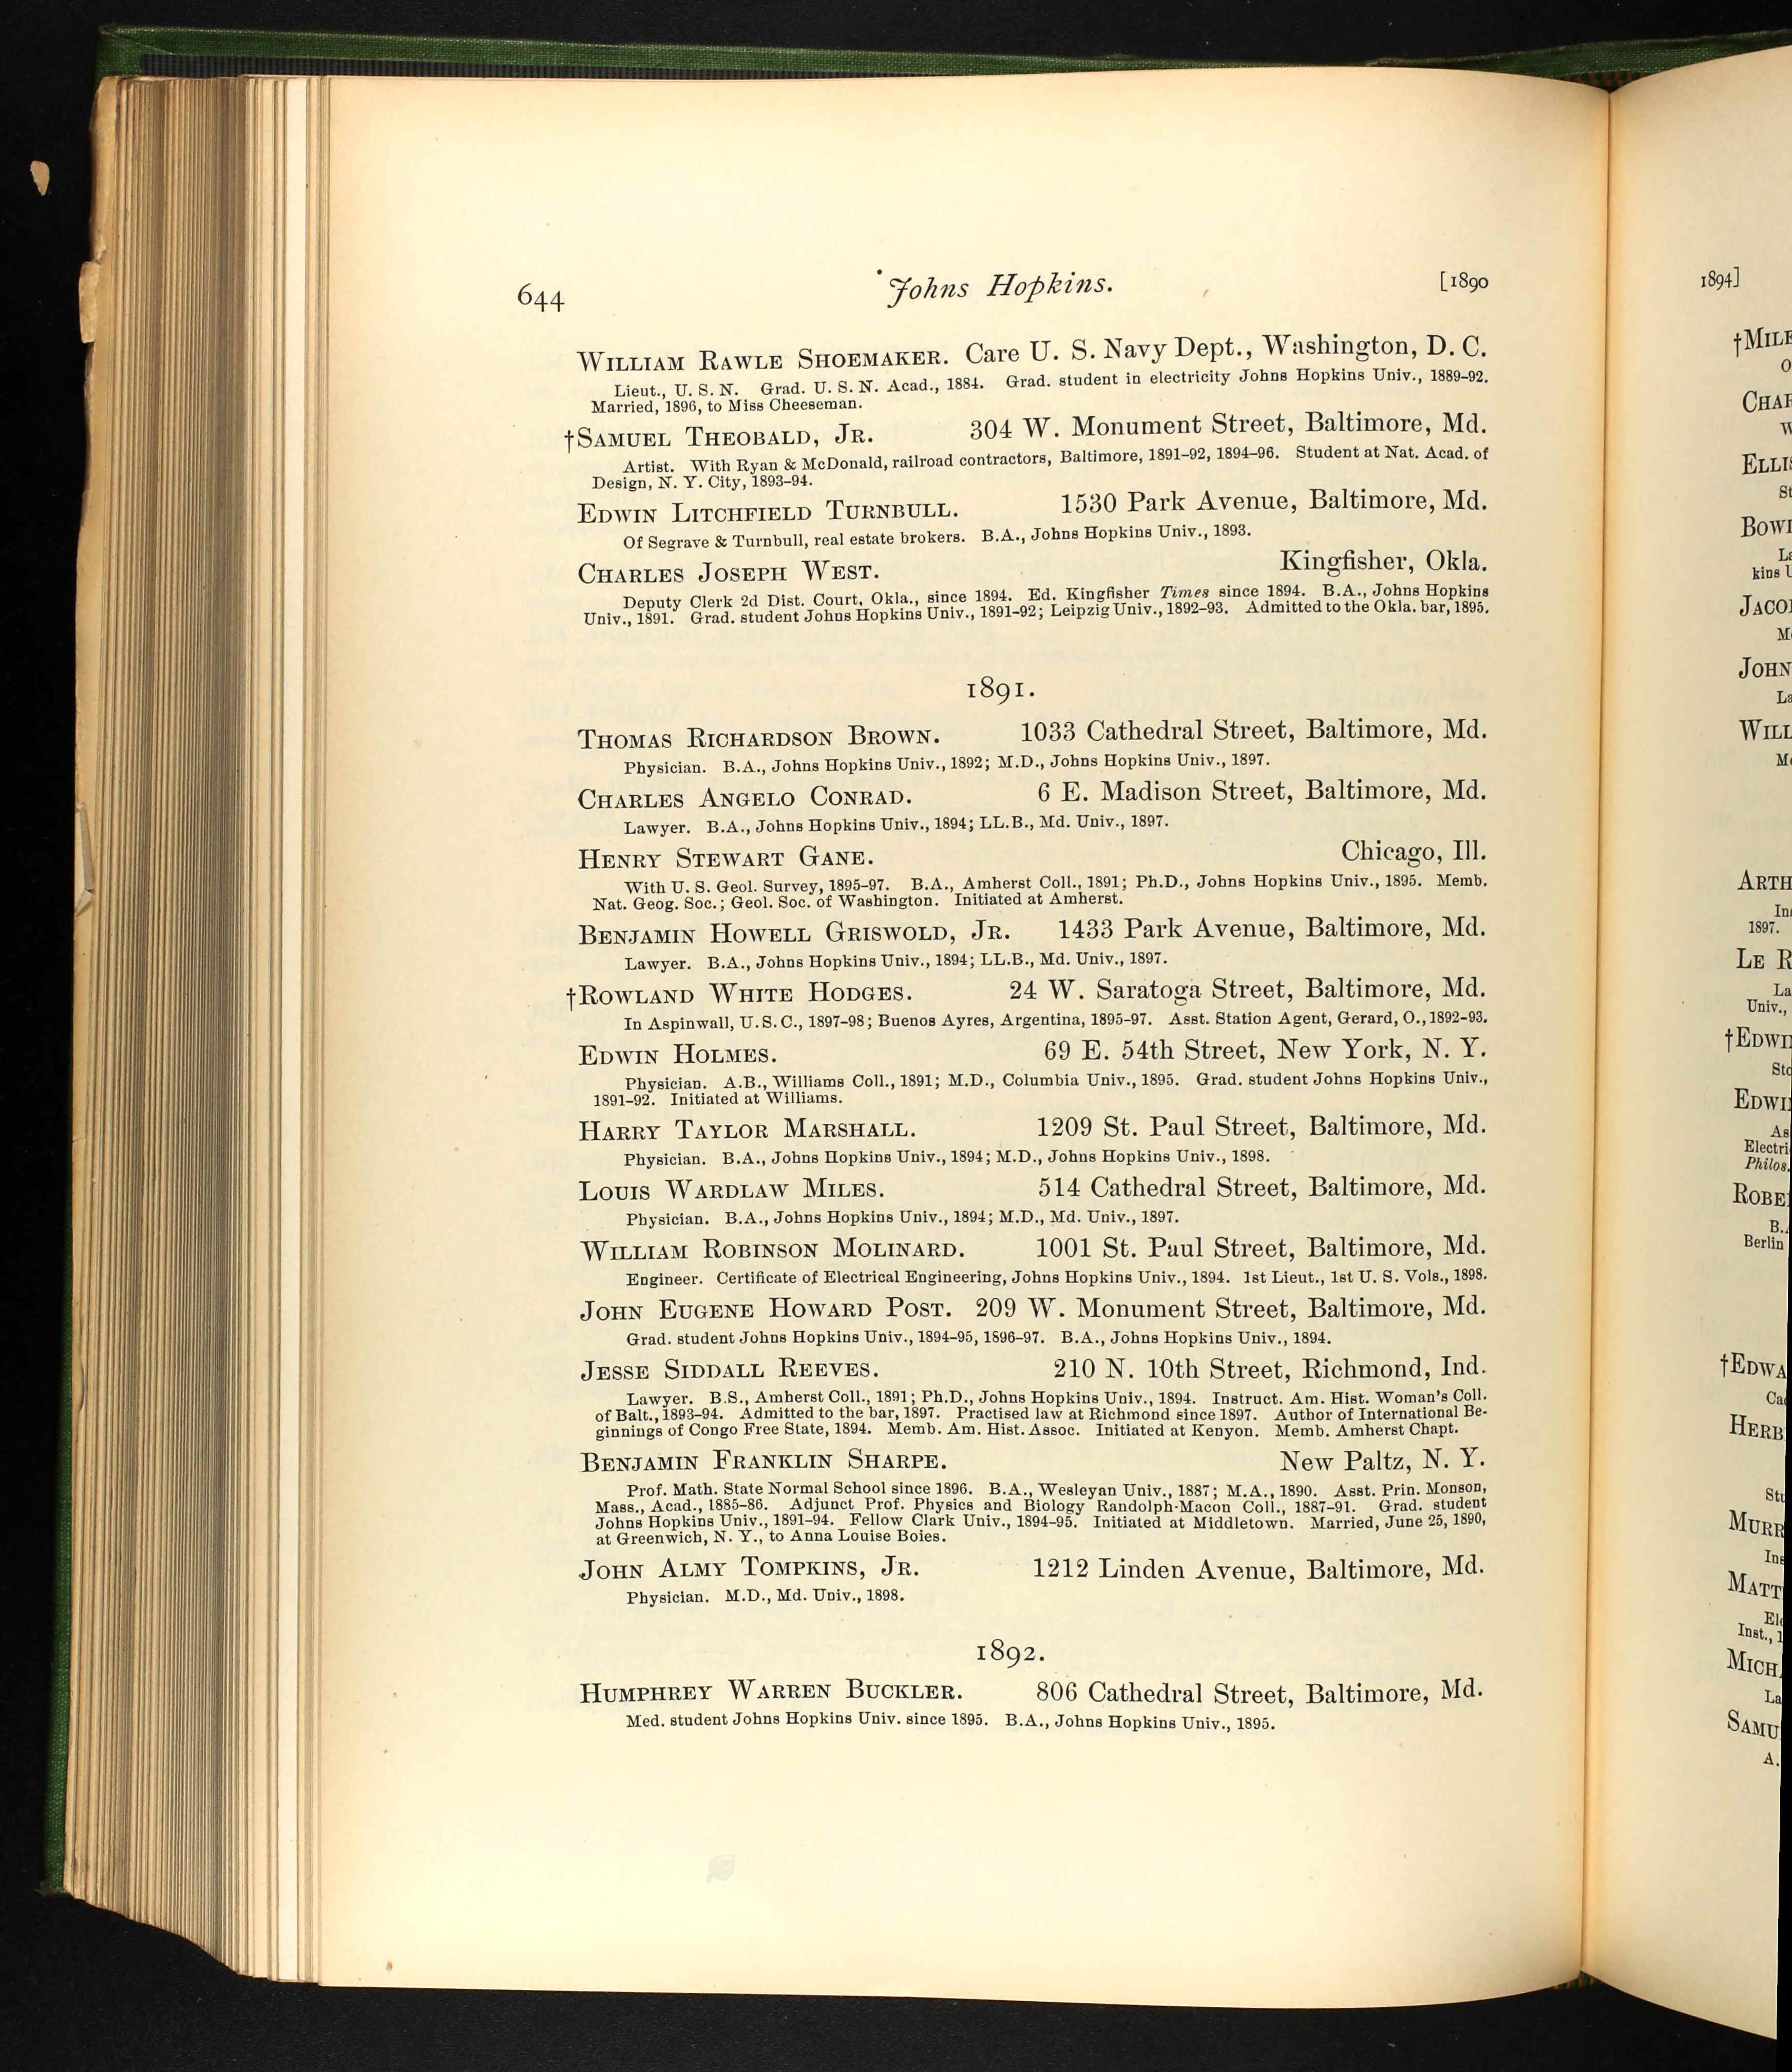 644 Johns Hopkins. [1890
WILLIAM RAWLE SHOEMAKER. Care U. S. Navy Dept., Washington, D. C.
Lieut., U. S. N. Grad. U. S. N. Acad., 1884. Grad. student in electricity Johns Hopkins Univ., 1889-92.
Married, 1896, to Miss Cheeseman.
†SAMUEL THEOBALD, JR. 304 W. Monument Street, Baltimore, Md.
Artist. With Ryan & McDonald, railroad contractors, Baltimore, 1891-92, 1894-96. Student at Nat. Acad. of
Design, N. Y. City, 1893-94.
EDWIN LITCHFIELD TURNBULL. 1530 Park Avenue, Baltimore, Md.
Of Segrave & Turnbull, real estate brokers. B.A., Johns Hopkins Univ., 1893.
CHARLES JOSEPH WEST. Kingfisher, Okla.
Deputy Clerk 2d Dist. Court, Okla., since 1894. Ed. Kingfisher Times since 1894. B.A., Johns Hopkins
Univ., 1891. Grad. student Johns Hopkins Univ., 1891-92; Leipzig Univ., 1892-93. Admitted to the Okla. bar, 1895.
1891.
THOMAS RICHARDSON BROWN. 1033 Cathedral Street, Baltimore, Md.
Physician. B.A., Johns Hopkins Univ., 1892; M.D., Johns Hopkins Univ., 1897.
CHARLES ANGELO CONRAD. 6 E. Madison Street, Baltimore, Md.
Lawyer. B.A., Johns Hopkins Univ., 1894; LL.B., Md. Univ., 1897.
HENRY STEWART GANE. Chicago, Ill.
With U. S. Geol. Survey, 1895-97. B.A., Amherst Coll., 1891; Ph.D., Johns Hopkins Univ., 1895. Memb.
Nat. Geog. Soc.; Geol. Soc. of Washington. Initiated at Amherst.
BENJAMIN HOWELL GRISWOLD, JR. 1433 Park Avenue, Baltimore, Md.
Lawyer. B.A., Johns Hopkins Univ., 1894; LL.B., Md. Univ., 1897.
†ROWLAND WHITE HODGES. 24 W. Saratoga Street, Baltimore, Md.
In Aspinwall, U. S. C., 1897-98; Buenos Ayres, Argentina, 1895-97. Asst. Station Agent, Gerard, O., 1892-93.
EDWIN HOLMES. 69 E. 54th Street, New York, N. Y.
Physician. A.B., Williams Coll., 1891; M.D., Columbia Univ., 1895. Grad. student Johns Hopkins Univ.,
1891-92. Initiated at Williams.
HARRY TAYLOR MARSHALL. 1209 St. Paul Street, Baltimore, Md.
Physician. B.A., Johns Hopkins Univ., 1894; M.D., Johns Hopkins Univ., 1898.
LOUIS WARDLAW MILES. 514 Cathedral Street, Baltimore, Md.
Physician. B.A., Johns Hopkins Univ., 1894; M.D., Md. Univ., 1897.
WILLIAM ROBINSON MOLINARD. 1001 St. Paul Street, Baltimore, Md.
Engineer. Certificate of Electrical Engineering, Johns Hopkins Univ., 1894. 1st Lieut., 1st U. S. Vols., 1898.
JOHN EUGENE HOWARD POST. 209 W. Monument Street, Baltimore, Md.
Grad. student Johns Hopkins Univ., 1894-95, 1896-97. B.A., Johns Hopkins Univ., 1894.
JESSE SIDDALL REEVES. 210 N. 10th Street, Richmond, Ind.
Lawyer. B.S., Amherst Coll., 1891; Ph.D., Johns Hopkins Univ., 1894. Instruct. Am. Hist. Woman's Coll.
of Balt., 1893-94. Admitted to the bar, 1897. Practised law at Richmond since 1897. Author of International Be-
ginnings of Congo Free State, 1894. Memb. Am. Hist. Assoc. Initiated at Kenyon. Memb. Amherst Chapt.
BENJAMIN FRANKLIN SHARPE. New Paltz, N. Y.
Prof. Math. State Normal School since 1896. B.A., Wesleyan Univ., 1887; M.A., 1890. Asst. Prin. Monson,
Mass., Acad., 1885-86. Adjunct Prof. Physics and Biology Randolph-Macon Coll., 1887-91. Grad. student
Johns Hopkins Univ., 1891-94. Fellow Clark Univ., 1894-95. Initiated at Middletown. Married, June 25, 1890,
at Greenwich, N. Y., to Anna Louise Boies.
JOHN ALMY TOMPKINS, JR. 1212 Linden Avenue, Baltimore, Md.
Physician. M.D., Md. Univ., 1898.
1892.
HUMPHREY WARREN BUCKLER. 806 Cathedral Street, Baltimore, Md.
Med. student Johns Hopkins Univ. since 1895. B.A., Johns Hopkins Univ., 1895.
1894]
JOHN
1897.
Univ.,
Philos.
Berlin
Inst.,